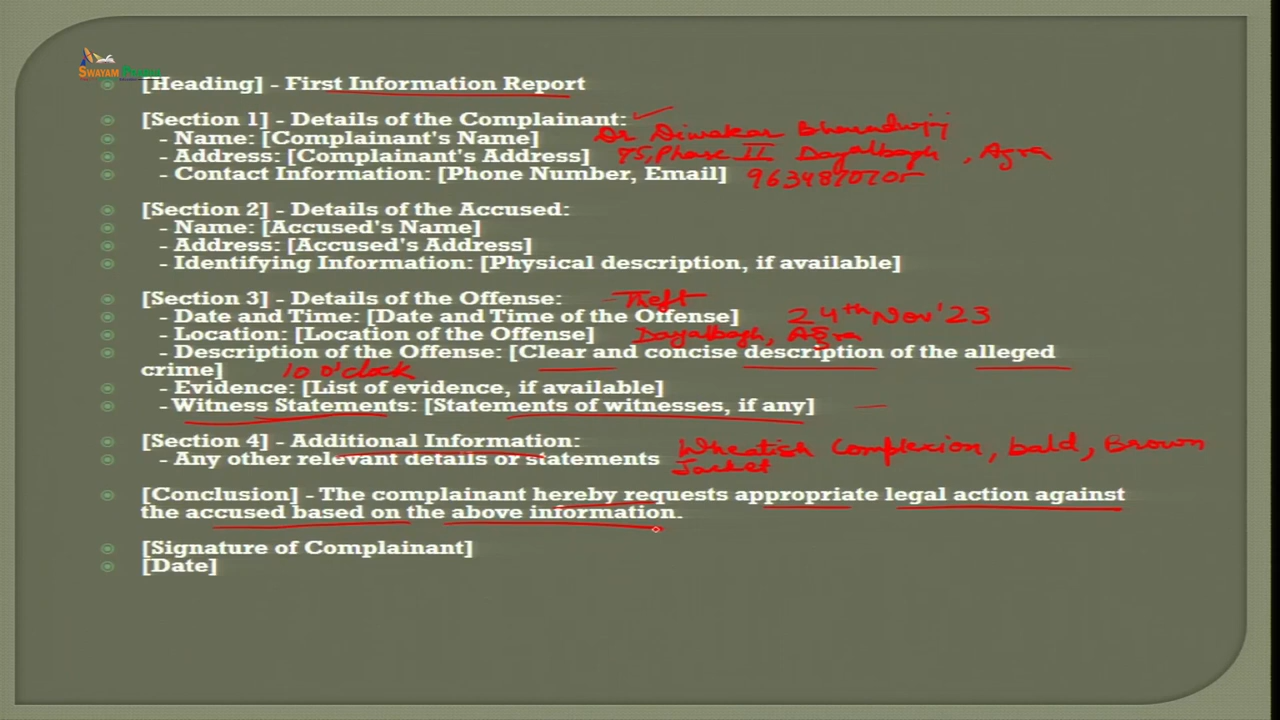 SWAYAM PRABHA
[Heading] - First Information Report
[Section 1] - Details of the Complainant:
- Name: [Complainant's Name] Dr Diwakar Bharadwaj
- Address: [Complainant's Address] 75, Phase II Dayalbagh, Agra
- Contact Information: [Phone Number, Email]
[Section 2] - Details of the Accused:
- Name: [Accused's Name]
- Address: [Accused's Address]
- Identifying Information: [Physical description, if available]
[Section 3] - Details of the Offense: Theft
- Date and Time: [Date and Time of the Offense] 24th Nov'23
- Location: [Location of the Offense] Dayalbagh, Agra
- Description of the Offense: [Clear and concise description of the alleged
crime] 10 o'clock
- Evidence: [List of evidence, if available]
- Witness Statements: [Statements of witnesses, if any]
[Section 4] - Additional Information:
- Any other relevant details or statements Wheatish Complexion, bald, Brown
Jacket
[Conclusion] - The complainant hereby requests appropriate legal action against
the accused based on the above information.
[Signature of Complainant]
[Date]